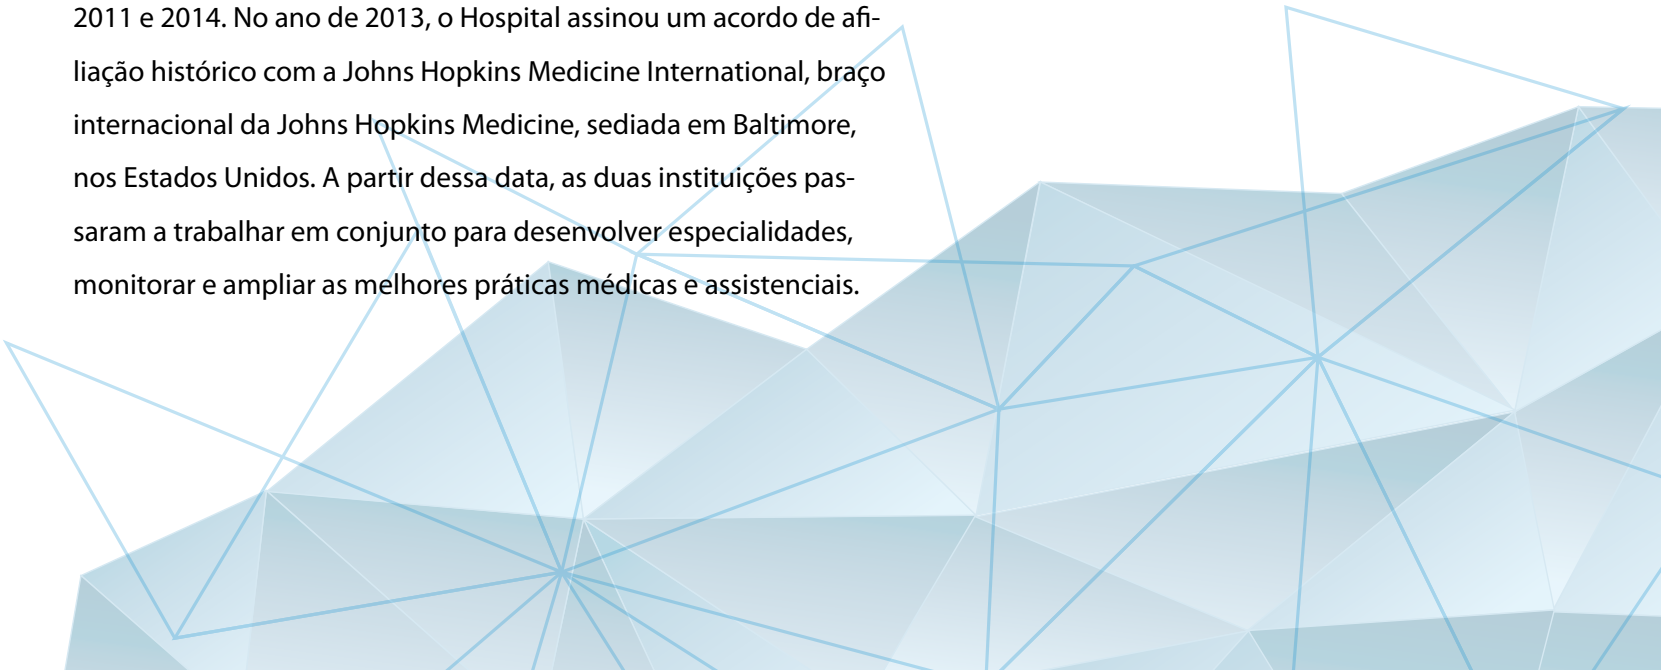 2011 e 2014. No ano de 2013, o Hospital assinou um acordo de afi-
liação histórico com a Johns Hopkins Medicine International, braço
internacional da Johns Hopkins Medicine, sediada em Baltimore,
nos Estados Unidos. A partir dessa data, as duas instituições pas-
saram a trabalhar em conjunto para desenvolver especialidades,
monitorar e ampliar as melhores práticas médicas e assistenciais.